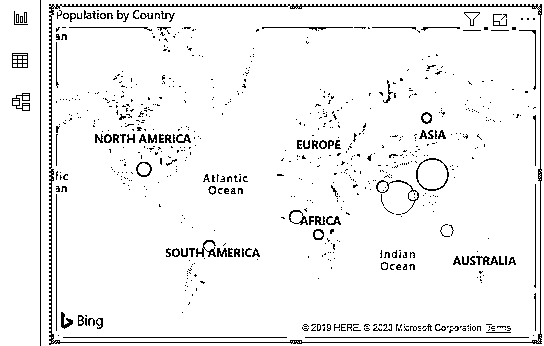 Population by Country
an
NORTH AMERICA
EUROPE
ASIA
fic
an
Atlantic
Ocean
AFRICA
SOUTH AMERICA
Indian
Ocean
AUSTRALIA
Bing
© 2019 HERE, © 2023 Microsoft Corporation Terms